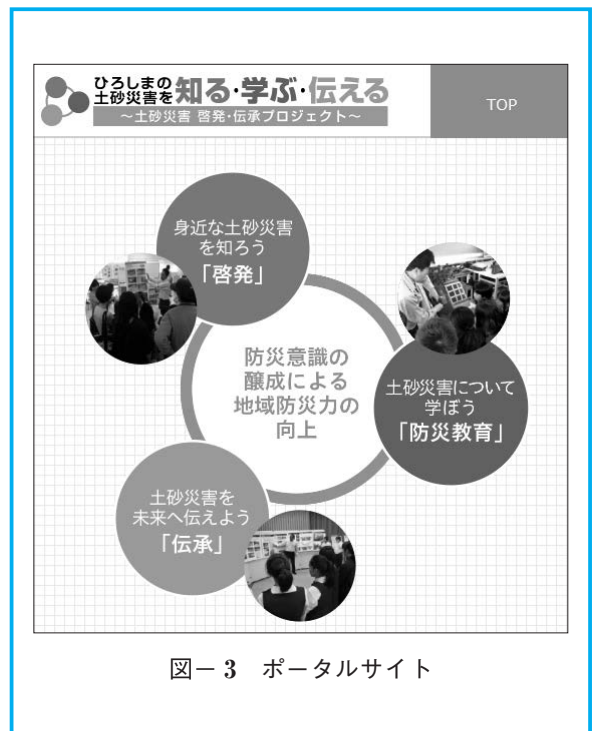 ひろしまの
土砂災害を
知る・学ぶ・伝える
～土砂災害 啓発・伝承プロジェクト～
TOP
身近な土砂災害
を知ろう
「啓発」
防災意識の
醸成による
地域防災力の
向上
土砂災害について
学ぼう
「防災教育」
土砂災害を
未来へ伝えよう
「伝承」
図－3 ポータルサイト